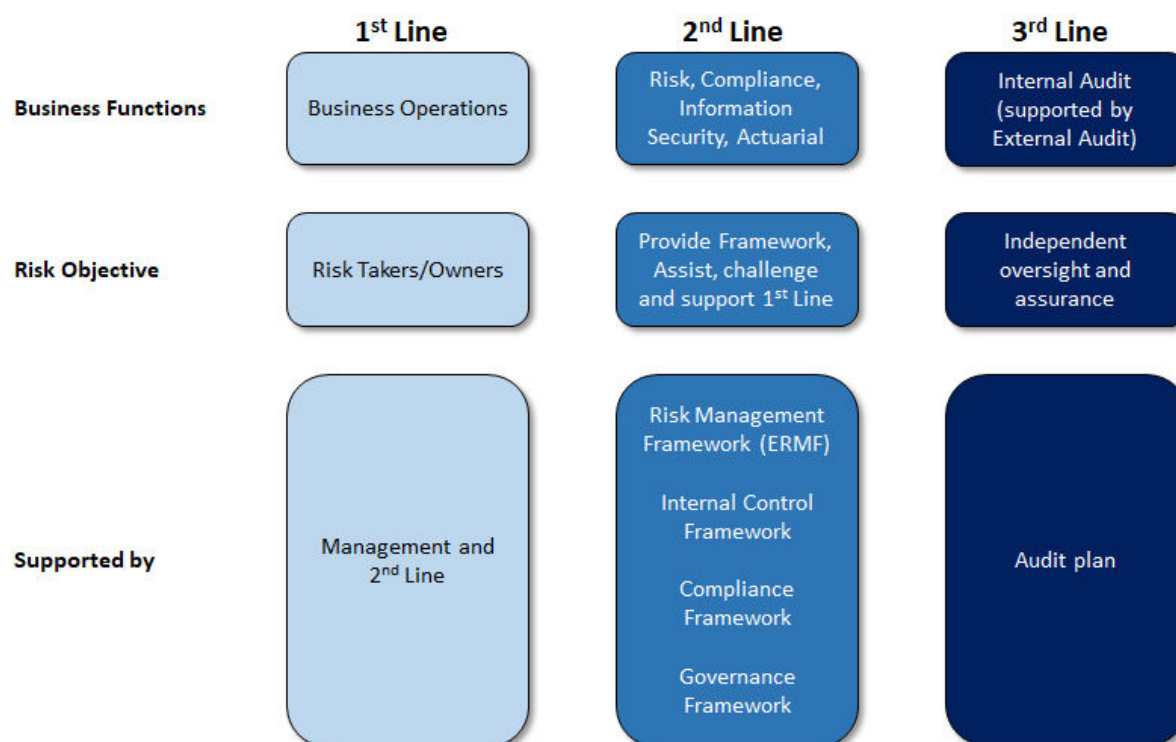 1st Line
2nd Line
3rd Line
Business Functions
Business Operations
Risk, Compliance,
Information
Security, Actuarial
Internal Audit
(supported by
External Audit)
Risk Objective
Risk Takers/Owners
Provide Framework,
Assist, challenge
and support 1st Line
Independent
oversight and
assurance
Supported by
Management and
2nd Line
Risk Management
Framework (ERMF)
Internal Control
Framework
Compliance
Framework
Governance
Framework
Audit plan